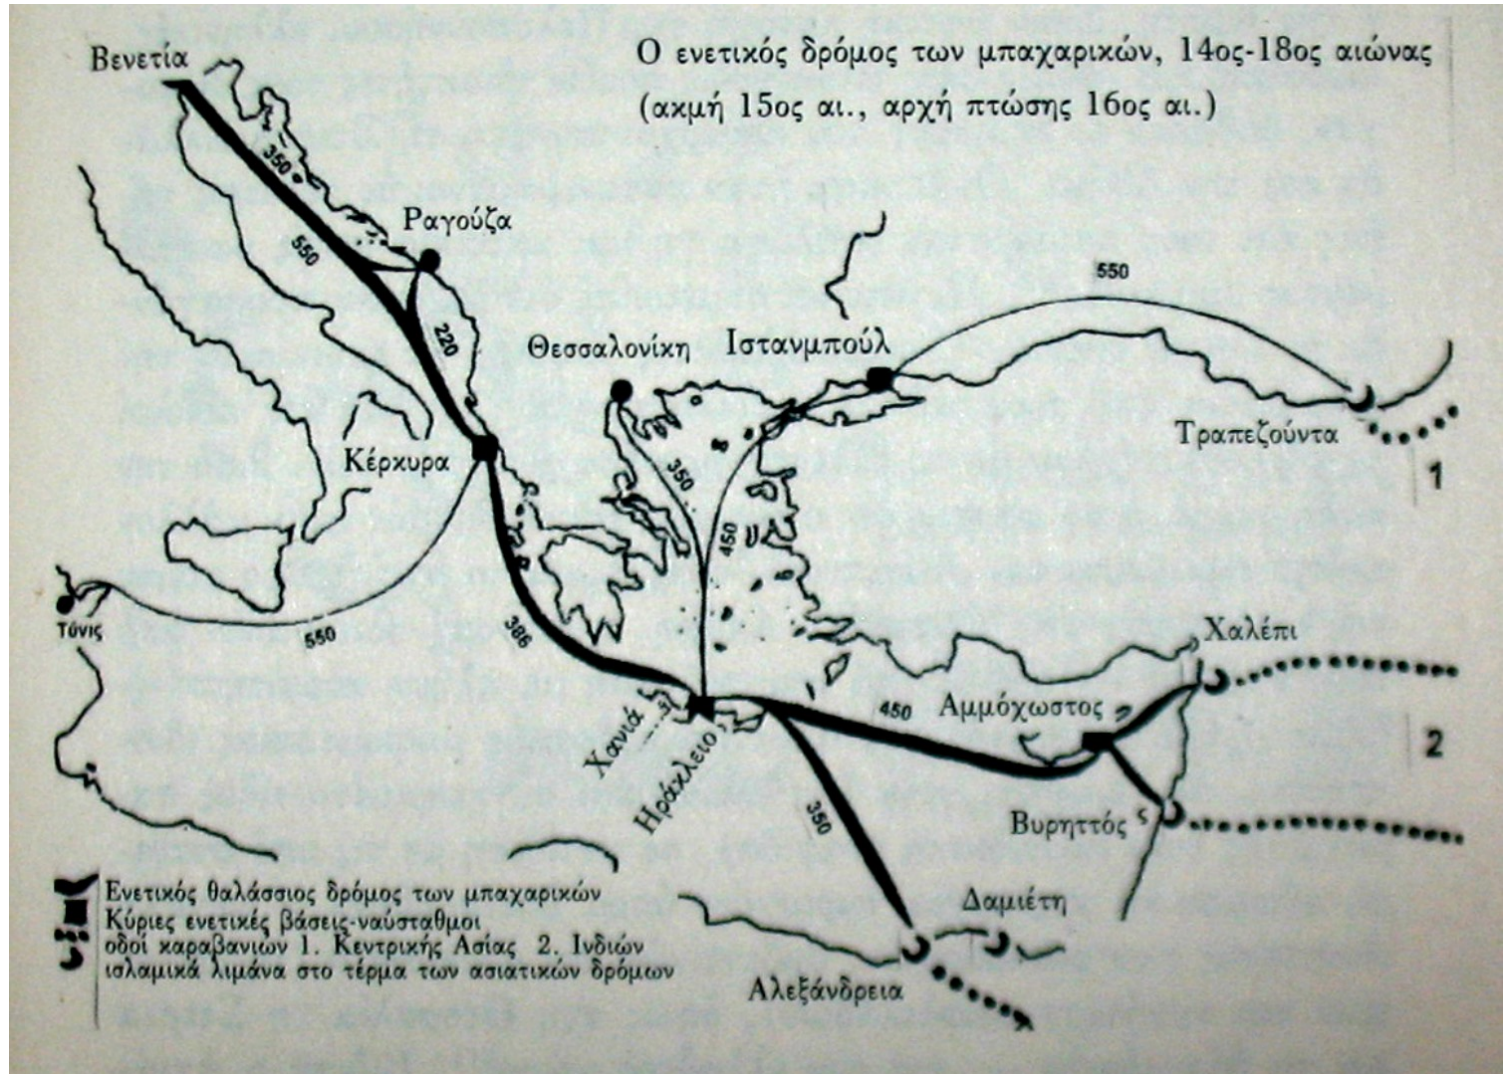 Βενετία
Ο ενετικός δρόμος των μπαχαρικών, 14ος-18ος αιώνας
(ακμή 15ος αι., αρχή πτώσης 16ος αι.)
350
Ραγούζα
550
220
550
Θεσσαλονίκη
Ιστανμπούλ
Τραπεζούντα
1
Κέρκυρα
350
450
Τύνις
550
386
Χαλέπι
Χανιά
Ηράκλειο
450
Αμμόχωστος
2
350
Βυρηττός
Δαμιέτη
Αλεξάνδρεια
Ενετικός θαλάσσιος δρόμος των μπαχαρικών
Κύριες ενετικές βάσεις-ναύσταθμοι
οδοί καραβανιών 1. Κεντρικής Ασίας 2. Ινδιών
ισλαμικά λιμάνα στο τέρμα των ασιατικών δρόμων